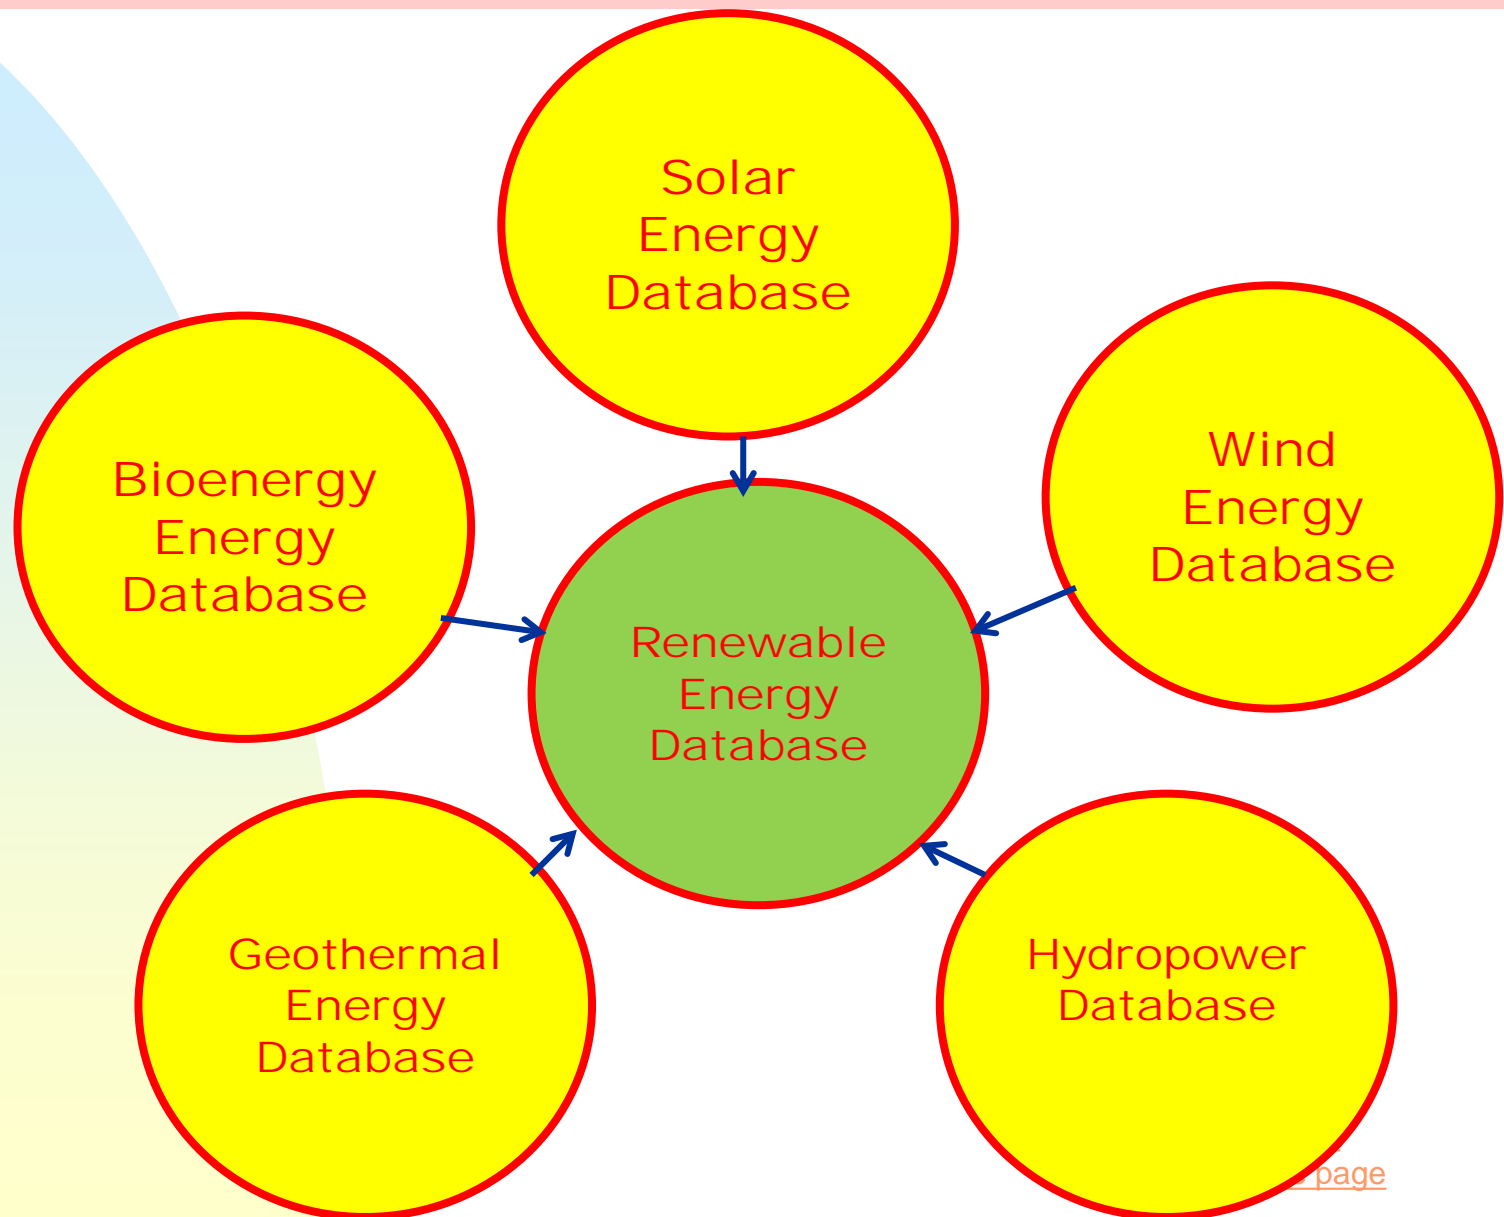 Solar
Energy
Database
Wind
Energy
Database
Bioenergy
Energy
Database
Renewable
Energy
Database
Geothermal
Energy
Database
Hydropower
Database
page